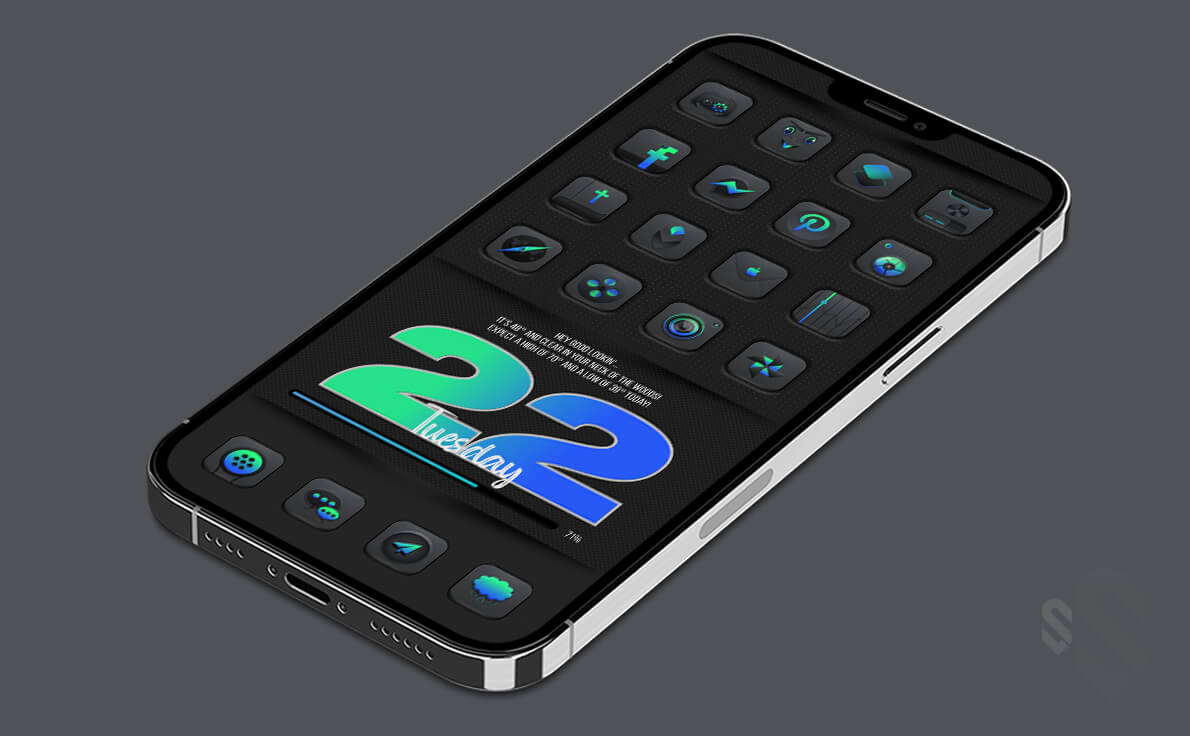 HEY GOOD LOOKIN'...
IT'S 48° AND CLEAR IN YOUR NECK OF THE WOODS!
EXPECT A HIGH OF 70° AND A LOW OF 39° TODAY!
22
Tuesday
71%